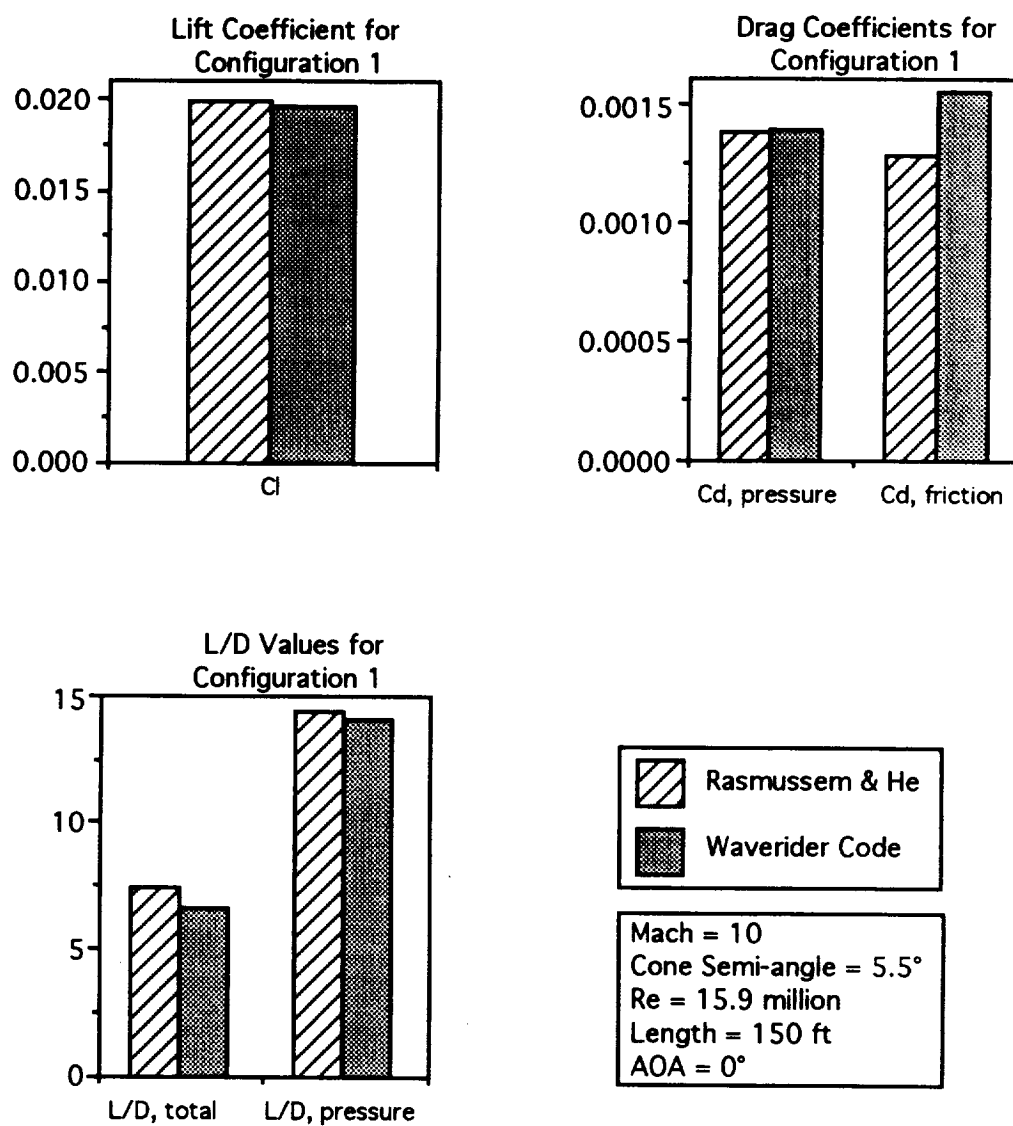 Lift Coefficient for
Configuration 1
0.020
0.015
0.010
0.005
0.000
Cl
Drag Coefficients for
Configuration 1
0.0015
0.0010
0.0005
0.0000
Cd, pressure
Cd, friction
L/D Values for
Configuration 1
15
10
5
0
L/D, total
L/D, pressure
Rasmussem & He
Waverider Code
Mach = 10
Cone Semi-angle = 5.5°
Re = 15.9 million
Length = 150 ft
AOA = 0°